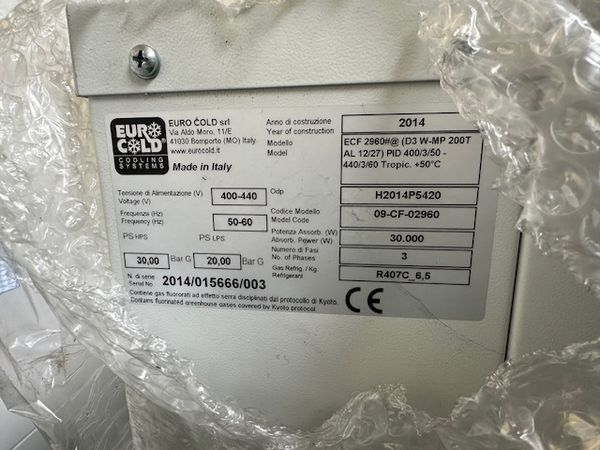 EURO COLD
COOLING SYSTEMS
EURO COLD srl
Via Aldo Moro, 11/E
41030 Bomporto (MO) Italy
www.eurocold.it
Made in Italy
Anno di costruzione
Year of construction
2014
Modello
Model
ECF 2960#@ (D3 W-MP 200T
AL 12/27) PID 400/3/50 -
440/3/60 Tropic. +50°C
Tensione di Alimentazione (V)
Voltage (V)
400-440
Odp
H2014P5420
Frequenza (Hz)
Frequency (Hz)
50-60
Codice Modello
Model Code
09-CF-02960
Potenza Assorb. (W)
Absorb. Power (W)
30.000
PS HPS
PS LPS
Numero di Fasi
No. of Phases
3
30,00 Bar G
20,00 Bar G
Gas Refrig. / Kg.
Refrigerant
R407C_6,5
N. di serie
Serial No.
2014/015666/003
Contiene gas fluororati ad effetto serra disciplinati dal protocollo di Kyoto.
Contains fluorinated greenhouse gases covered by Kyoto protocol.
CE